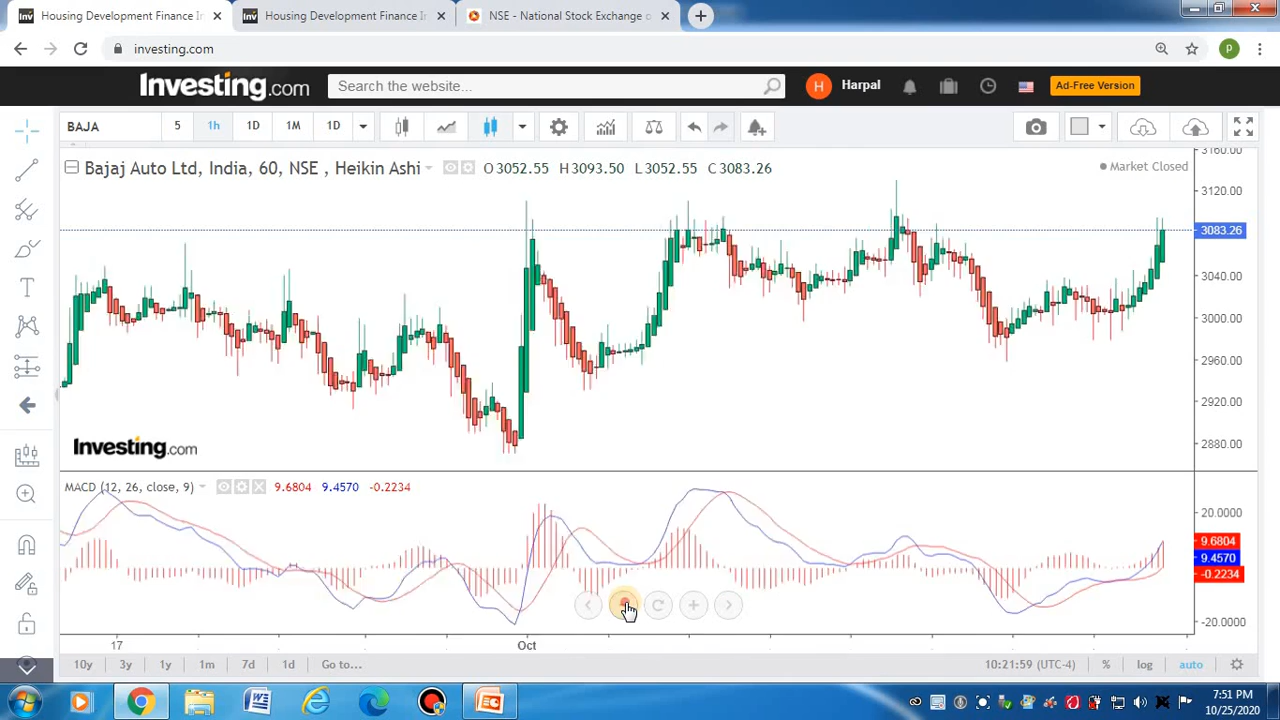 Housing Development Finance In
Housing Development Finance In
NSE - National Stock Exchange o
investing.com
p
Investing.com
Search the website...
H
Harpal
Ad-Free Version
BAJA
5
1h
1D
1M
1D
Bajaj Auto Ltd, India, 60, NSE , Heikin Ashi
O 3052.55 H 3093.50 L 3052.55 C 3083.26
Market Closed
3160.00
3120.00
3083.26
3040.00
3000.00
2960.00
2920.00
2880.00
Investing.com
MACD (12, 26, close, 9)
9.6804 9.4570 -0.2234
20.0000
9.6804
9.4570
-0.2234
-20.0000
17
Oct
10y 3y 1y 1m 7d 1d Go to...
10:21:59 (UTC-4)
% log auto
7:51 PM
10/25/2020